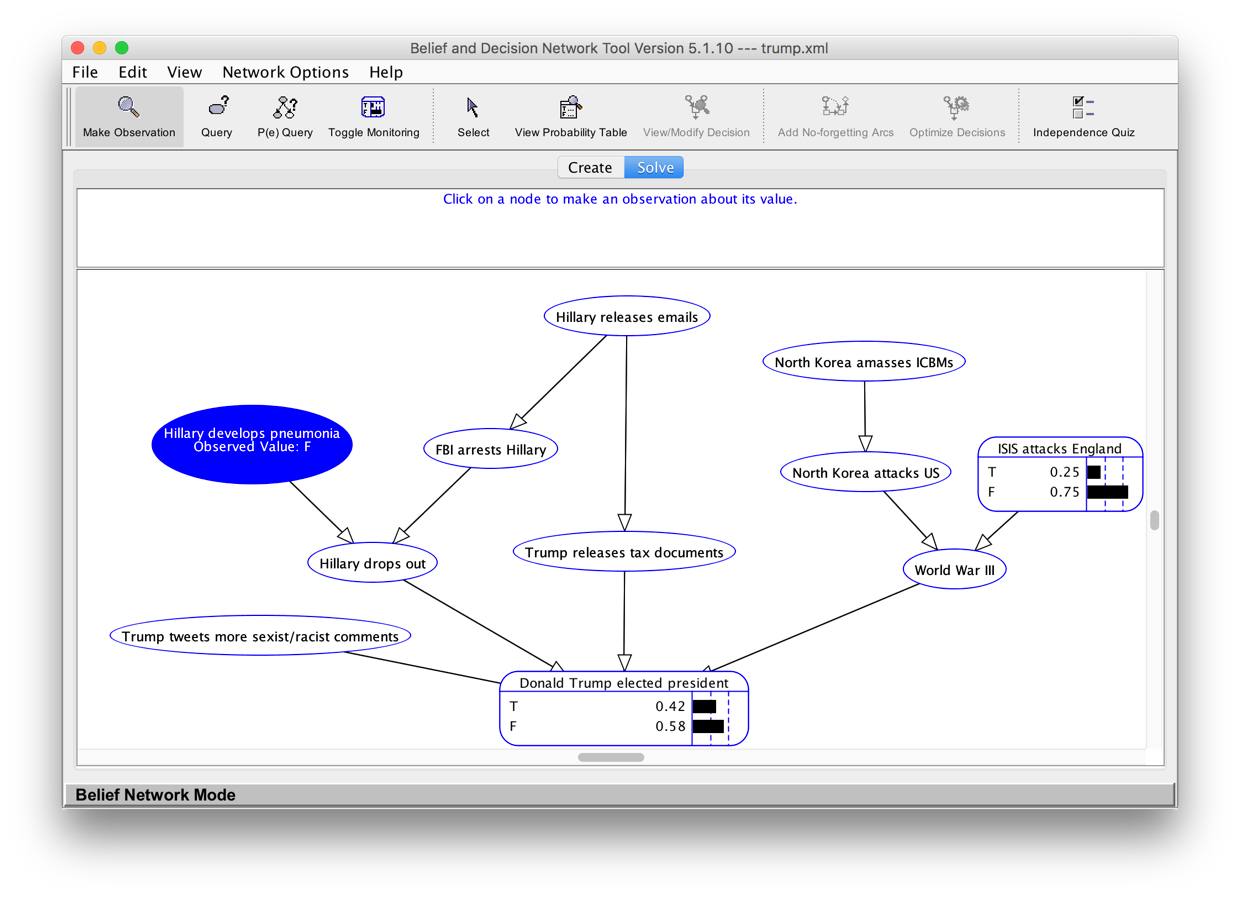 Belief and Decision Network Tool Version 5.1.10 --- trump.xml
File Edit View Network Options Help
Make Observation Query P(e) Query Toggle Monitoring Select View Probability Table View/Modify Decision Add No-forgetting Arcs Optimize Decisions Independence Quiz
Create Solve
Click on a node to make an observation about its value.
Hillary releases emails
North Korea amasses ICBMs
Hillary develops pneumonia
Observed Value: F
FBI arrests Hillary
North Korea attacks US
ISIS attacks England
T 0.25
F 0.75
Hillary drops out
Trump releases tax documents
World War III
Trump tweets more sexist/racist comments
Donald Trump elected president
T 0.42
F 0.58
Belief Network Mode